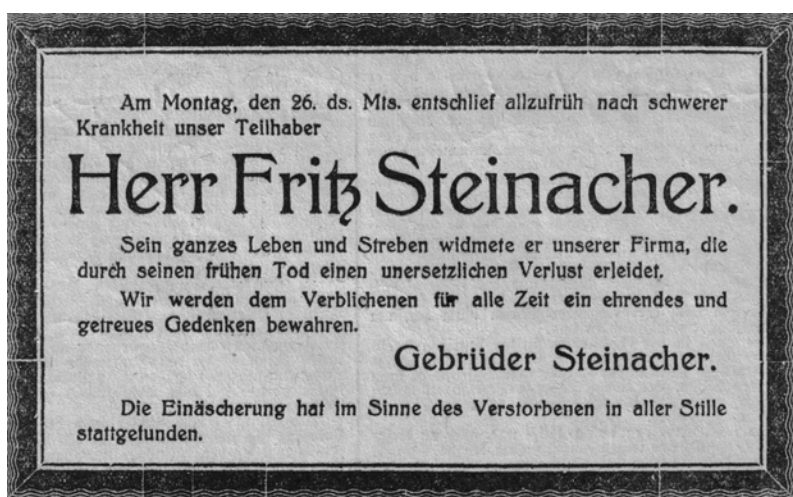 Am Montag, den 26. ds. Mts. entschlief allzufrüh nach schwerer
Krankheit unser Teilhaber
Herr Fritz Steinacher.
Sein ganzes Leben und Streben widmete er unserer Firma, die
durch seinen frühen Tod einen unersetzlichen Verlust erleidet.
Wir werden dem Verblichenen für alle Zeit ein ehrendes und
getreues Gedenken bewahren.
Gebrüder Steinacher.
Die Einäscherung hat im Sinne des Verstorbenen in aller Stille
stattgefunden.